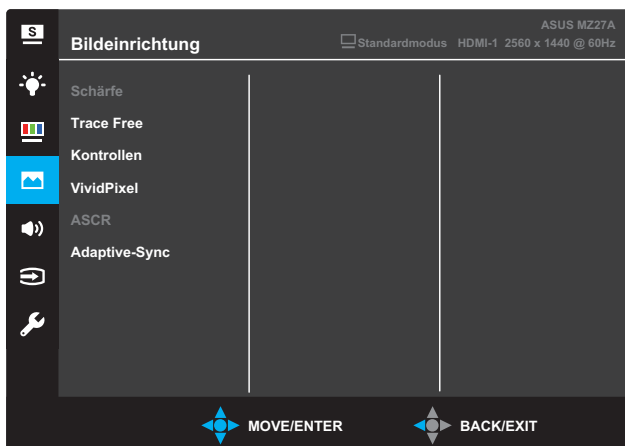 S
ASUS MZ27A
Bildeinrichtung
Standardmodus HDMI-1 2560 x 1440 @ 60Hz
Schärfe
Trace Free
Kontrollen
VividPixel
ASCR
Adaptive-Sync
MOVE/ENTER
BACK/EXIT